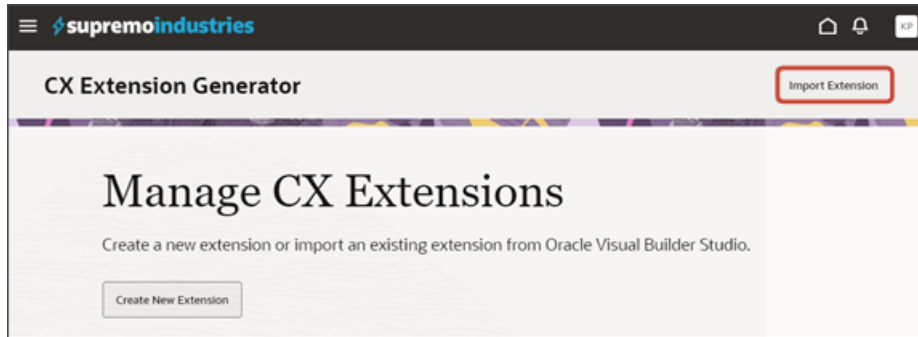 supremoindustries
KP
CX Extension Generator
Import Extension
Manage CX Extensions
Create a new extension or import an existing extension from Oracle Visual Builder Studio.
Create New Extension